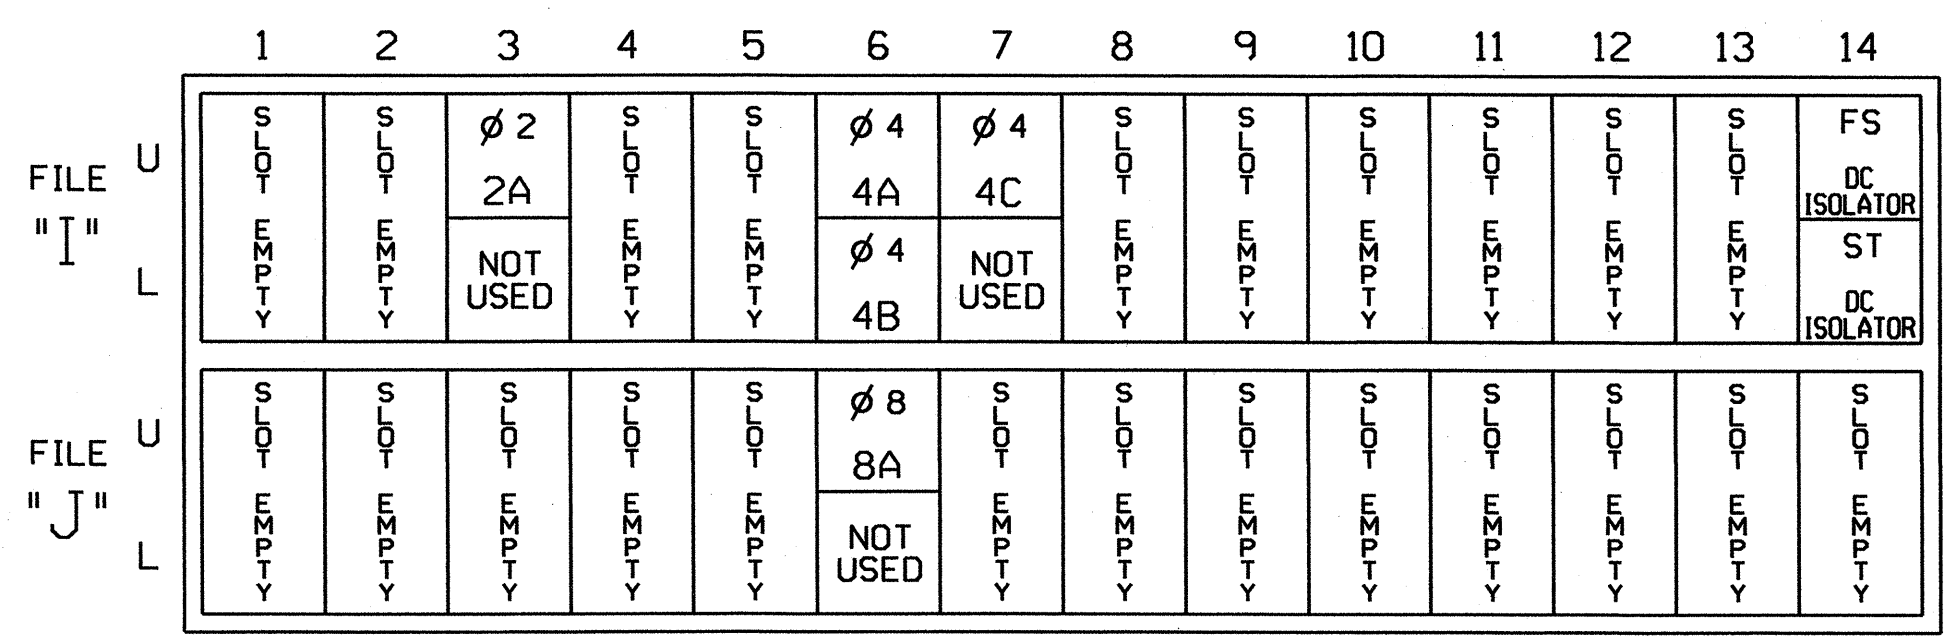 1 2 3 4 5 6 7 8 9 10 11 12 13 14
FILE "I"
U
L
SLOT EMPTY
SLOT EMPTY
Ø 2
2A
NOT USED
SLOT EMPTY
SLOT EMPTY
Ø 4
4A
Ø 4
4B
Ø 4
4C
NOT USED
SLOT EMPTY
SLOT EMPTY
SLOT EMPTY
SLOT EMPTY
SLOT EMPTY
SLOT EMPTY
FS
DC
ISOLATOR
ST
DC
ISOLATOR
FILE "J"
U
L
SLOT EMPTY
SLOT EMPTY
SLOT EMPTY
SLOT EMPTY
SLOT EMPTY
Ø 8
8A
NOT USED
SLOT EMPTY
SLOT EMPTY
SLOT EMPTY
SLOT EMPTY
SLOT EMPTY
SLOT EMPTY
SLOT EMPTY
SLOT EMPTY